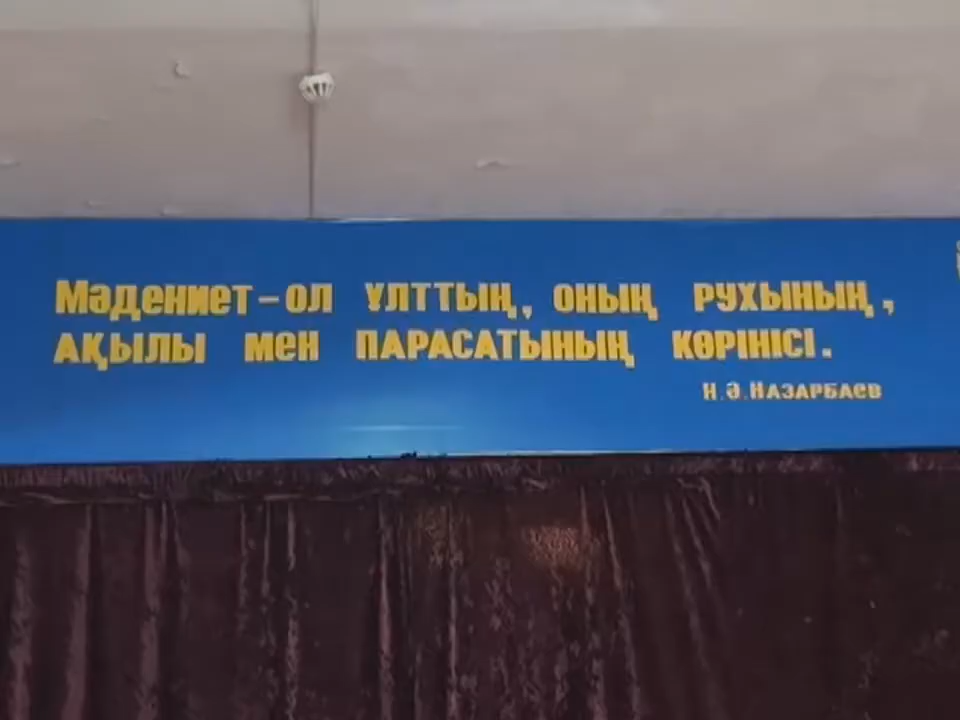 Мәдениет – ол ұлттың, оның рухының,
ақылы мен парасатының көрінісі.
Н.Ә.Назарбаев